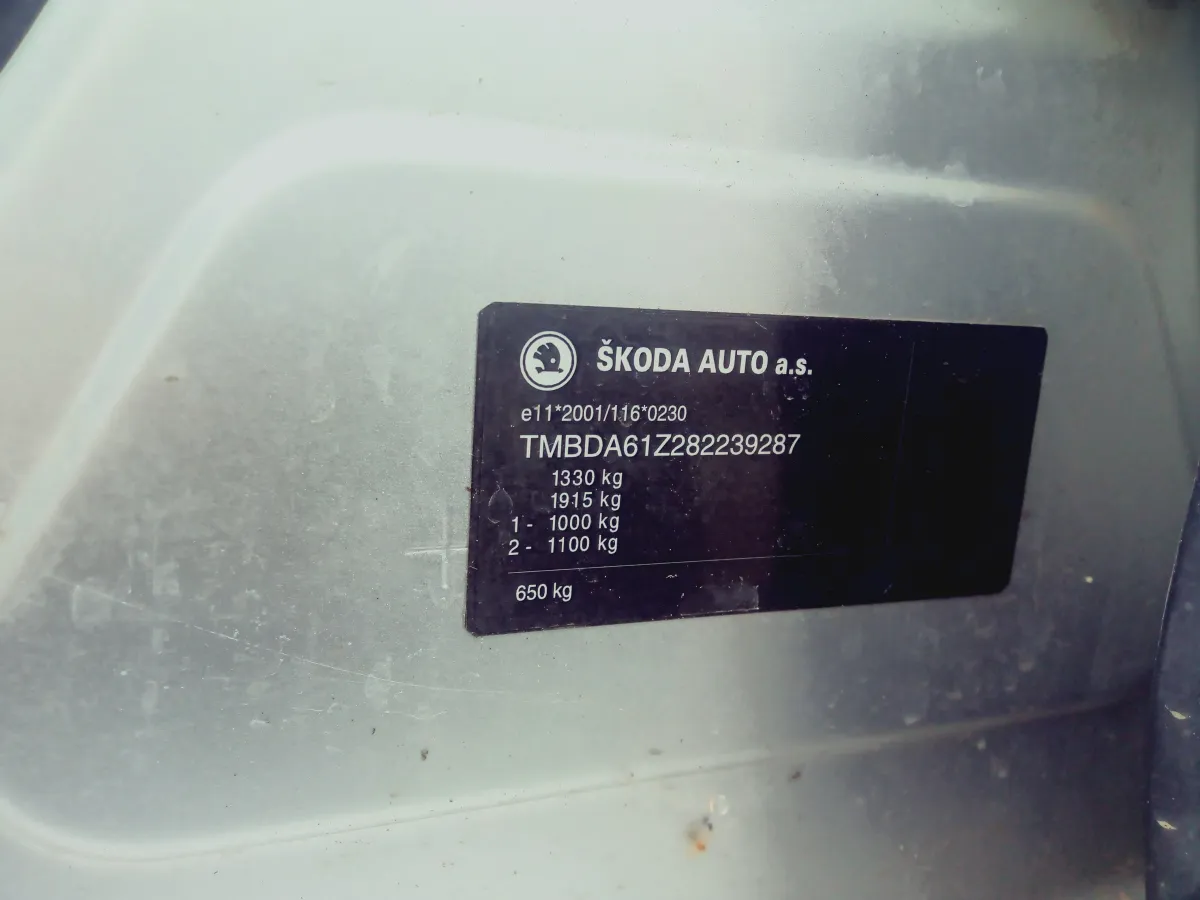 ŠKODA AUTO a.s.
e11*2001/116*0230
TMBDA61Z282239287
1330 kg
1915 kg
1 - 1000 kg
2 - 1100 kg
650 kg